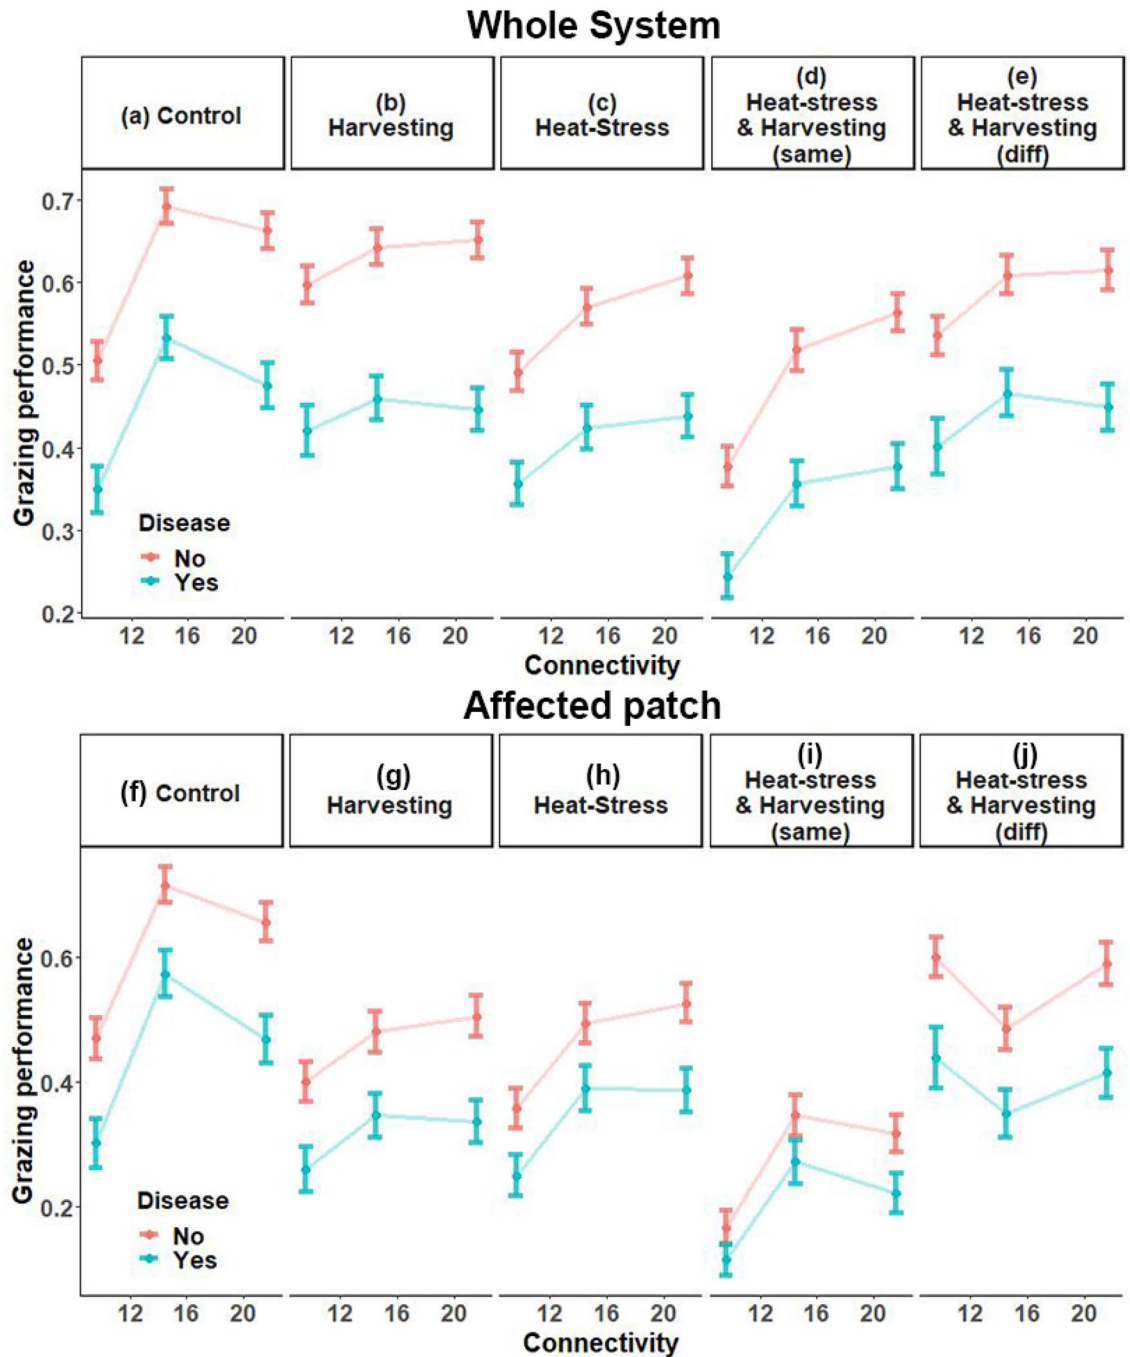 Whole System
(a) Control
(b)
Harvesting
(c)
Heat-Stress
(d)
Heat-stress
& Harvesting
(same)
(e)
Heat-stress
& Harvesting
(diff)
Grazing performance
0.7
0.6
0.5
0.4
0.3
0.2
Disease
No
Yes
12 16 20 12 16 20 12 16 20 12 16 20 12 16 20
Connectivity
Affected patch
(f) Control
(g)
Harvesting
(h)
Heat-Stress
(i)
Heat-stress
& Harvesting
(same)
(j)
Heat-stress
& Harvesting
(diff)
Grazing performance
0.6
0.4
0.2
Disease
No
Yes
12 16 20 12 16 20 12 16 20 12 16 20 12 16 20
Connectivity